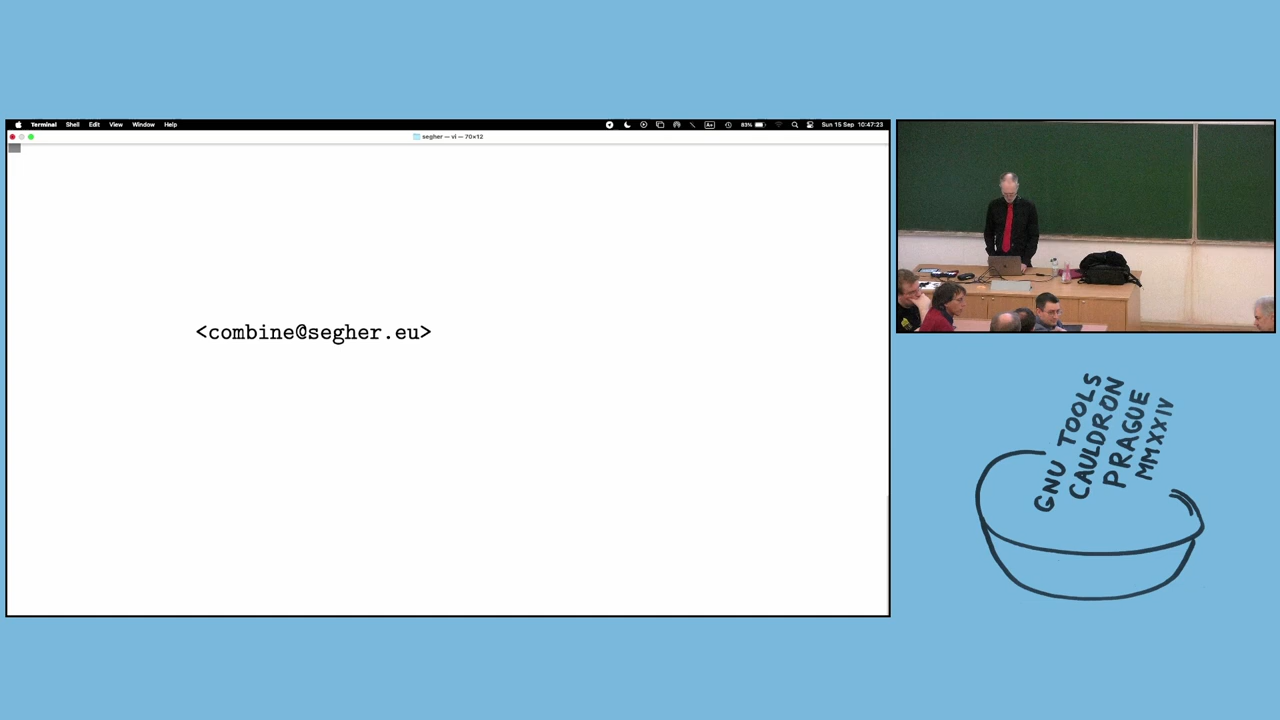 Terminal Shell Edit View Window Help
83% Sun 15 Sep 10:47:23
segher — vi — 70×12
<combine@segher.eu>
GNU TOOLS
CAULDRON
PRAGUE
MMXXIV